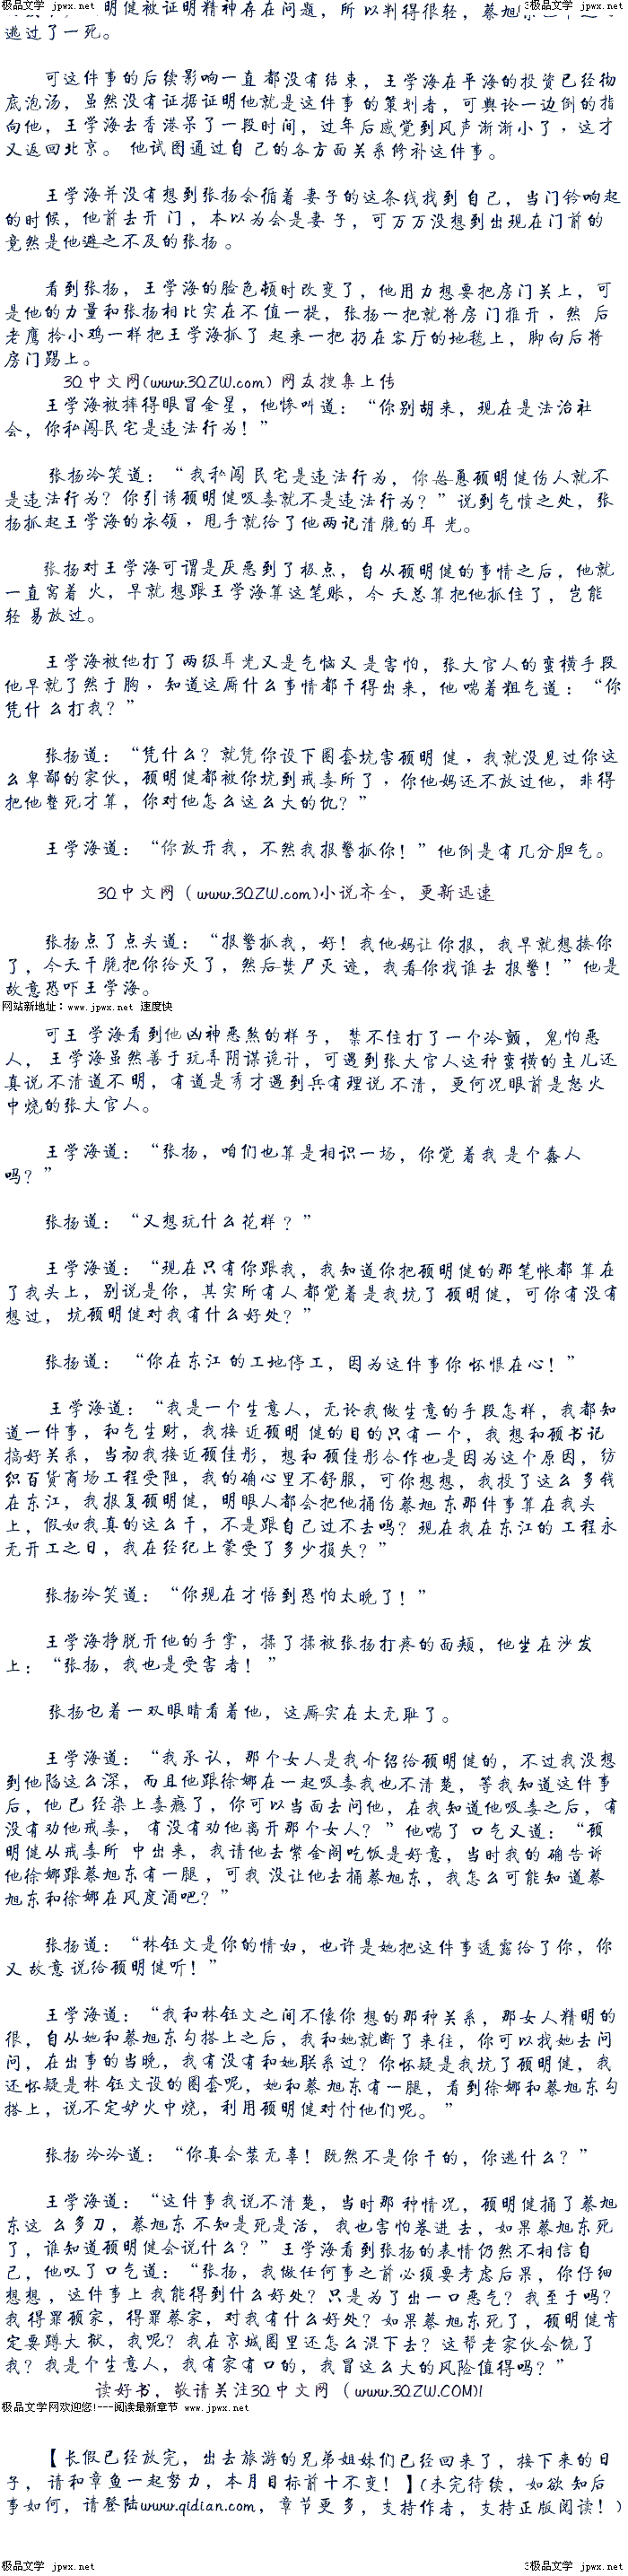 极品文学 jpwx.net
3极品文学 jpwx.net
明健被证明精神存在问题，所以判得很轻，蔡旭东
逃过了一死。
可这件事的后续影响一直都没有结束，王学海在平海的投资已经彻
底泡汤，虽然没有证据证明他就是这件事的策划者，可舆论一边倒的指
向他，王学海去香港呆了一段时间，过年后感觉到风声渐渐小了，这才
又返回北京。他试图通过自己的各方面关系修补这件事。
王学海并没有想到张扬会循着妻子的这条线找到自己，当门铃响起
的时候，他前去开门，本以为会是妻子，可万万没想到出现在门前的
竟然是他避之不及的张扬。
看到张扬，王学海的脸色顿时改变了，他用力想要把房门关上，可
是他的力量和张扬相比实在不值一提，张扬一把就将房门推开，然后
老鹰拎小鸡一样把王学海抓了起来一把扔在客厅的地毯上，脚向后将
房门踢上。
3Q中文网(www.3QZW.com) 网友搜集上传
王学海被摔得眼冒金星，他惨叫道：“你别胡来，现在是法治社
会，你私闯民宅是违法行为！”
张扬冷笑道：“我私闯民宅是违法行为，你怂恿顾明健伤人就不
是违法行为？你引诱顾明健吸毒就不是违法行为？”说到气愤之处，张
扬抓起王学海的衣领，甩手就给了他两记清脆的耳光。
张扬对王学海可谓是厌恶到了极点，自从顾明健的事情之后，他就
一直窝着火，早就想跟王学海算这笔账，今天总算把他抓住了，岂能
轻易放过。
王学海被他打了两级耳光又是气恼又是害怕，张大官人的蛮横手段
他早就了然于胸，知道这厮什么事情都干得出来，他喘着粗气道：“你
凭什么打我？”
张扬道：“凭什么？就凭你设下圈套坑害顾明健，我就没见过你这
么卑鄙的家伙，顾明健都被你坑到戒毒所了，你他妈还不放过他，非得
把他整死才算，你对他怎么这么大的仇？”
王学海道：“你放开我，不然我报警抓你！”他倒是有几分胆气。
3Q中文网（www.3QZW.com)小说齐全，更新迅速
张扬点了点头道：“报警抓我，好！我他妈让你报，我早就想揍你
了，今天干脆把你给灭了，然后焚尸灭迹，我看你找谁去报警！”他是
故意恐吓王学海。
网站新地址：www.jpwx.net 速度快
可王学海看到他凶神恶煞的样子，禁不住打了一个冷颤，鬼怕恶
人，王学海虽然善于玩弄阴谋诡计，可遇到张大官人这种蛮横的主儿还
真说不清道不明，有道是秀才遇到兵有理说不清，更何况眼前是怒火
中烧的张大官人。
王学海道：“张扬，咱们也算是相识一场，你觉着我是个蠢人
吗？”
张扬道：“又想玩什么花样？”
王学海道：“现在只有你跟我，我知道你把顾明健的那笔帐都算在
了我头上，别说是你，其实所有人都觉着是我坑了顾明健，可你有没有
想过，坑顾明健对我有什么好处？”
张扬道：“你在东江的工地停工，因为这件事你怀恨在心！”
王学海道：“我是一个生意人，无论我做生意的手段怎样，我都知
道一件事，和气生财，我接近顾明健的目的只有一个，我想和顾书记
搞好关系，当初我接近顾佳彤，想和顾佳彤合作也是因为这个原因，纺
织百货商场工程受阻，我的确心里不舒服，可你想想，我投了这么多钱
在东江，我报复顾明健，明眼人都会把他捅伤蔡旭东那件事算在我头
上，假如我真的这么干，不是跟自己过不去吗？现在我在东江的工程永
无开工之日，我在经纪上蒙受了多少损失？”
张扬冷笑道：“你现在才悟到恐怕太晚了！”
王学海挣脱开他的手掌，揉了揉被张扬打疼的面颊，他坐在沙发
上：“张扬，我也是受害者！”
张扬乜着一双眼睛看着他，这厮实在太无耻了。
王学海道：“我承认，那个女人是我介绍给顾明健的，不过我没想
到他陷这么深，而且他跟徐娜在一起吸毒我也不清楚，等我知道这件事
后，他已经染上毒瘾了，你可以当面去问他，在我知道他吸毒之后，有
没有劝他戒毒，有没有劝他离开那个女人？”他喘了口气又道：“顾
明健从戒毒所中出来，我请他去紫金阁吃饭是好意，当时我的确告诉
他徐娜跟蔡旭东有一腿，可我没让他去捅蔡旭东，我怎么可能知道蔡
旭东和徐娜在风度酒吧？”
张扬道：“林钰文是你的情妇，也许是她把这件事透露给了你，你
又故意说给顾明健听！”
王学海道：“我和林钰文之间不像你想的那种关系，那女人精明的
很，自从她和蔡旭东勾搭上之后，我和她就断了来往，你可以找她去问
问，在出事的当晚，我有没有和她联系过？你怀疑是我坑了顾明健，我
还怀疑是林钰文设的圈套呢，她和蔡旭东有一腿，看到徐娜和蔡旭东勾
搭上，说不定妒火中烧，利用顾明健对付他们呢。”
张扬冷冷道：“你真会装无辜！既然不是你干的，你逃什么？”
王学海道：“这件事我说不清楚，当时那种情况，顾明健捅了蔡旭
东这么多刀，蔡旭东不知是死是活，我也害怕卷进去，如果蔡旭东死
了，谁知道顾明健会说什么？”王学海看到张扬的表情仍然不相信自
己，他叹了口气道：“张扬，我做任何事之前必须要考虑后果，你仔细
想想，这件事上我能得到什么好处？只是为了出一口恶气？我至于吗？
我得罪顾家，得罪蔡家，对我有什么好处？如果蔡旭东死了，顾明健肯
定要蹲大狱，我呢？我在京城圈里还怎么混下去？这帮老家伙会饶了
我？我是个生意人，我有家有口的，我冒这么大的风险值得吗？”
读好书，敬请关注3Q中文网（www.3QZW.COM)!
极品文学网欢迎您!---阅读最新章节 www.jpwx.net
【长假已经放完，出去旅游的兄弟姐妹们已经回来了，接下来的日
子，请和章鱼一起努力，本月目标前十不变！】(未完待续，如欲知后
事如何，请登陆www.qidian.com，章节更多，支持作者，支持正版阅读！)
极品文学 jpwx.net
3极品文学 jpwx.net